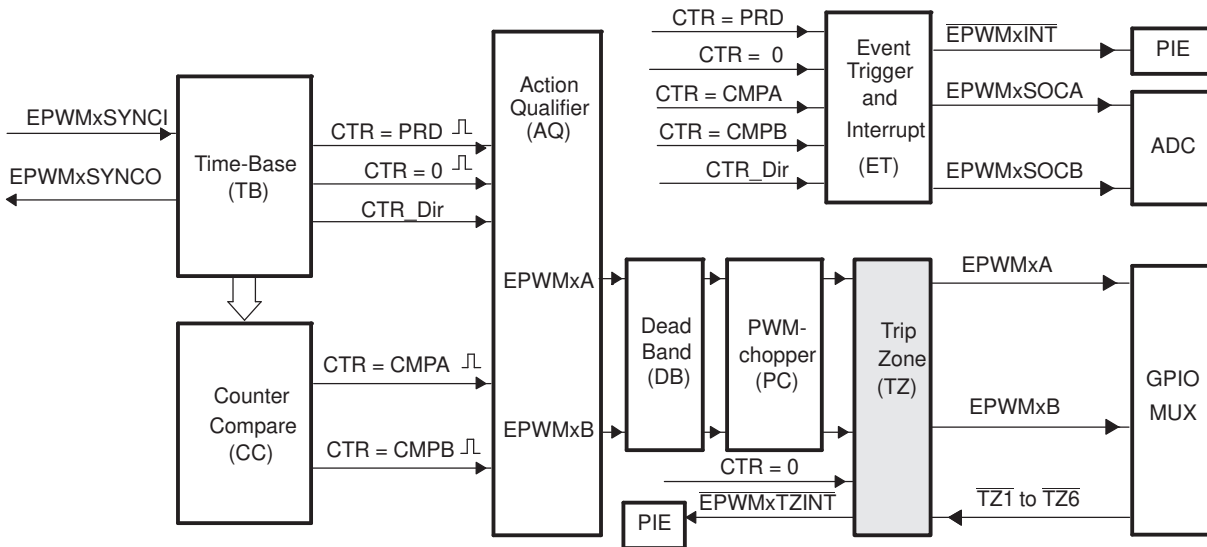 EPWMxSYNCI
EPWMxSYNCO
Time-Base
(TB)
CTR = PRD
CTR = 0
CTR_Dir
Counter
Compare
(CC)
CTR = CMPA
CTR = CMPB
Action
Qualifier
(AQ)
EPWMxA
EPWMxB
CTR = PRD
CTR = 0
CTR = CMPA
CTR = CMPB
CTR_Dir
Event
Trigger
and
Interrupt
(ET)
EPWMxINT
EPWMxSOCA
EPWMxSOCB
PIE
ADC
Dead
Band
(DB)
PWM-
chopper
(PC)
Trip
Zone
(TZ)
CTR = 0
EPWMxTZINT
PIE
EPWMxA
EPWMxB
TZ1 to TZ6
GPIO
MUX